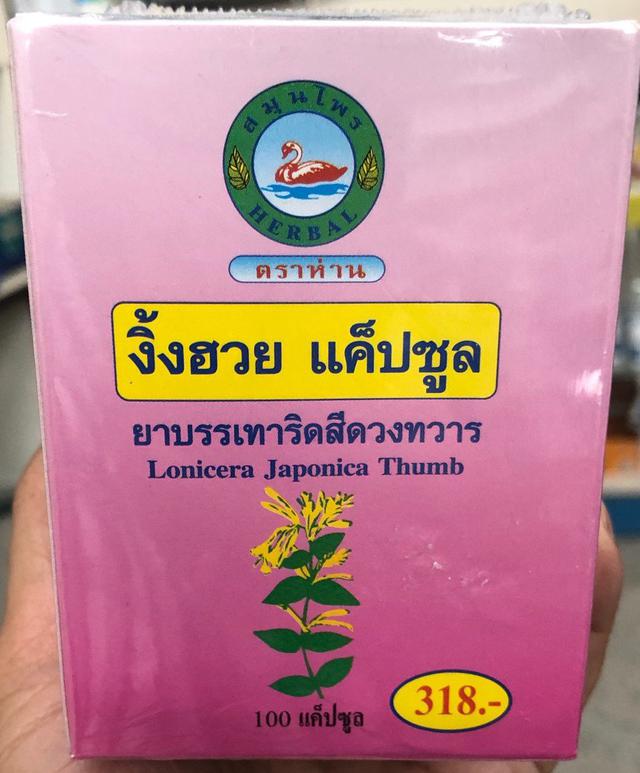 สมุนไพร
HERBAL
ตราห่าน
งิ้งฮวย แค็ปซูล
ยาบรรเทาริดสีดวงทวาร
Lonicera Japonica Thumb
318.-
100 แค็ปซูล